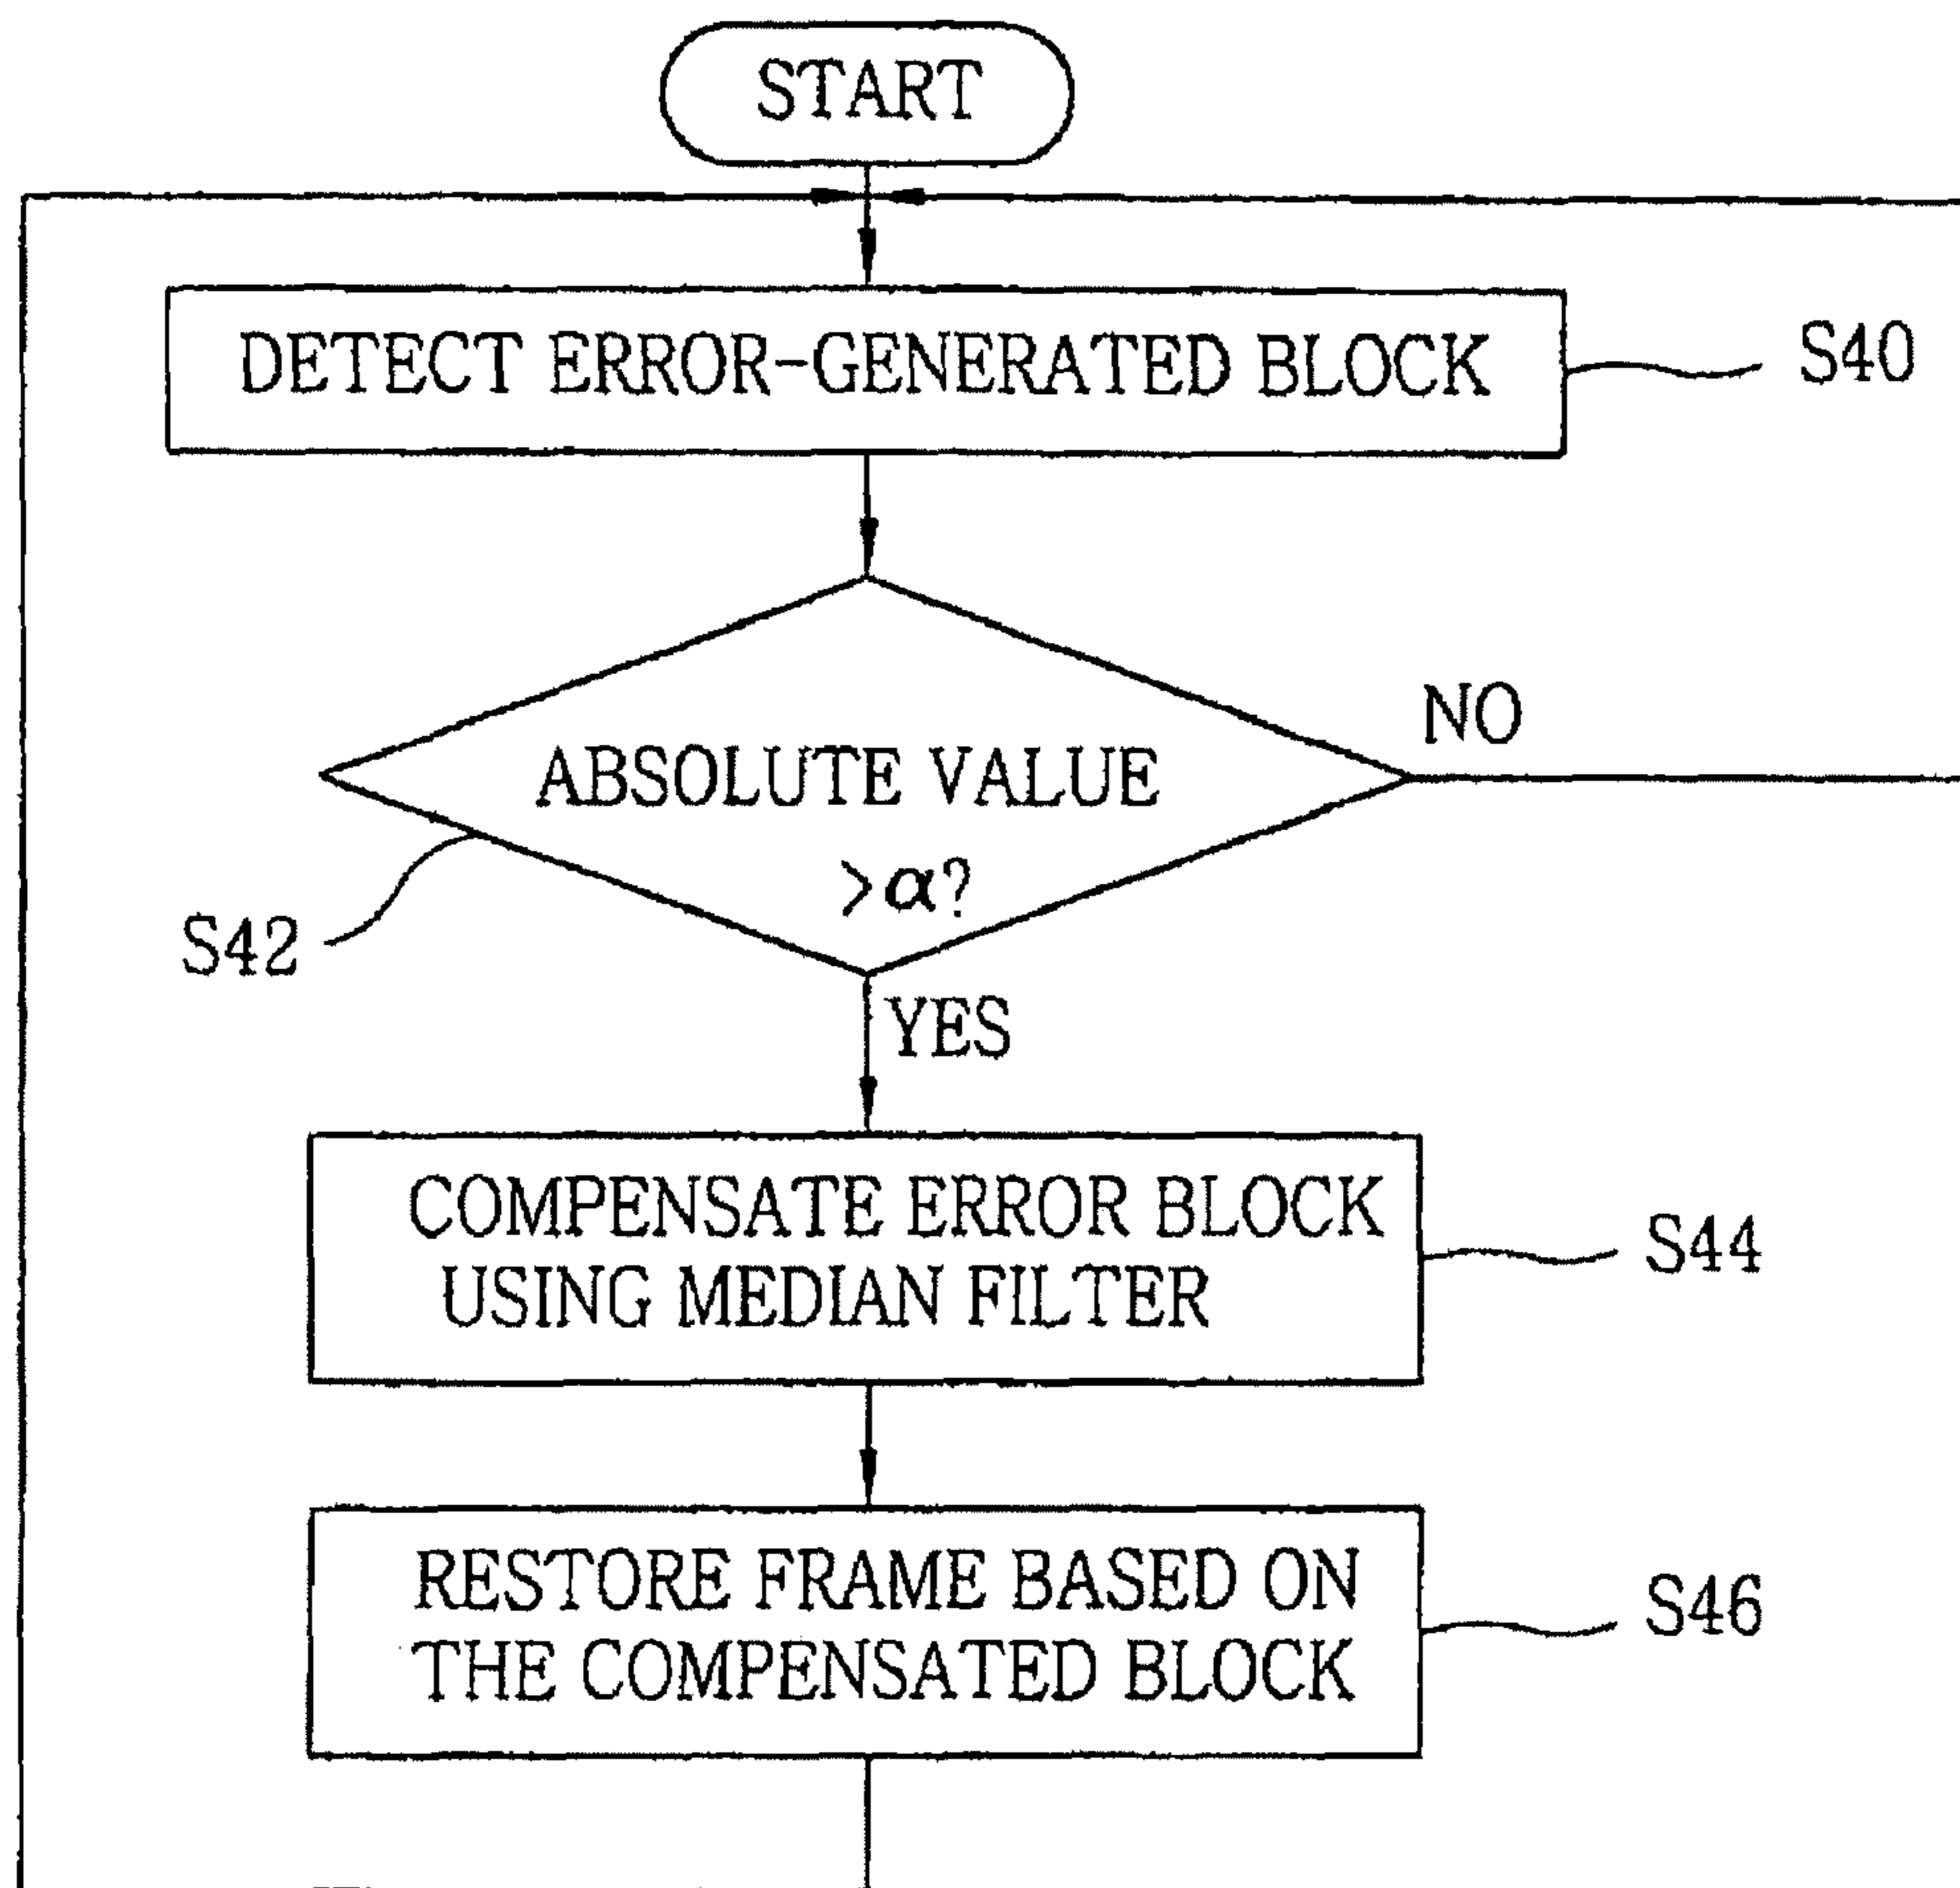 START
DETECT ERROR-GENERATED BLOCK
S40
NO
ABSOLUTE VALUE
>α?
S42
YES
COMPENSATE ERROR BLOCK
USING MEDIAN FILTER
S44
RESTORE FRAME BASED ON
THE COMPENSATED BLOCK
S46